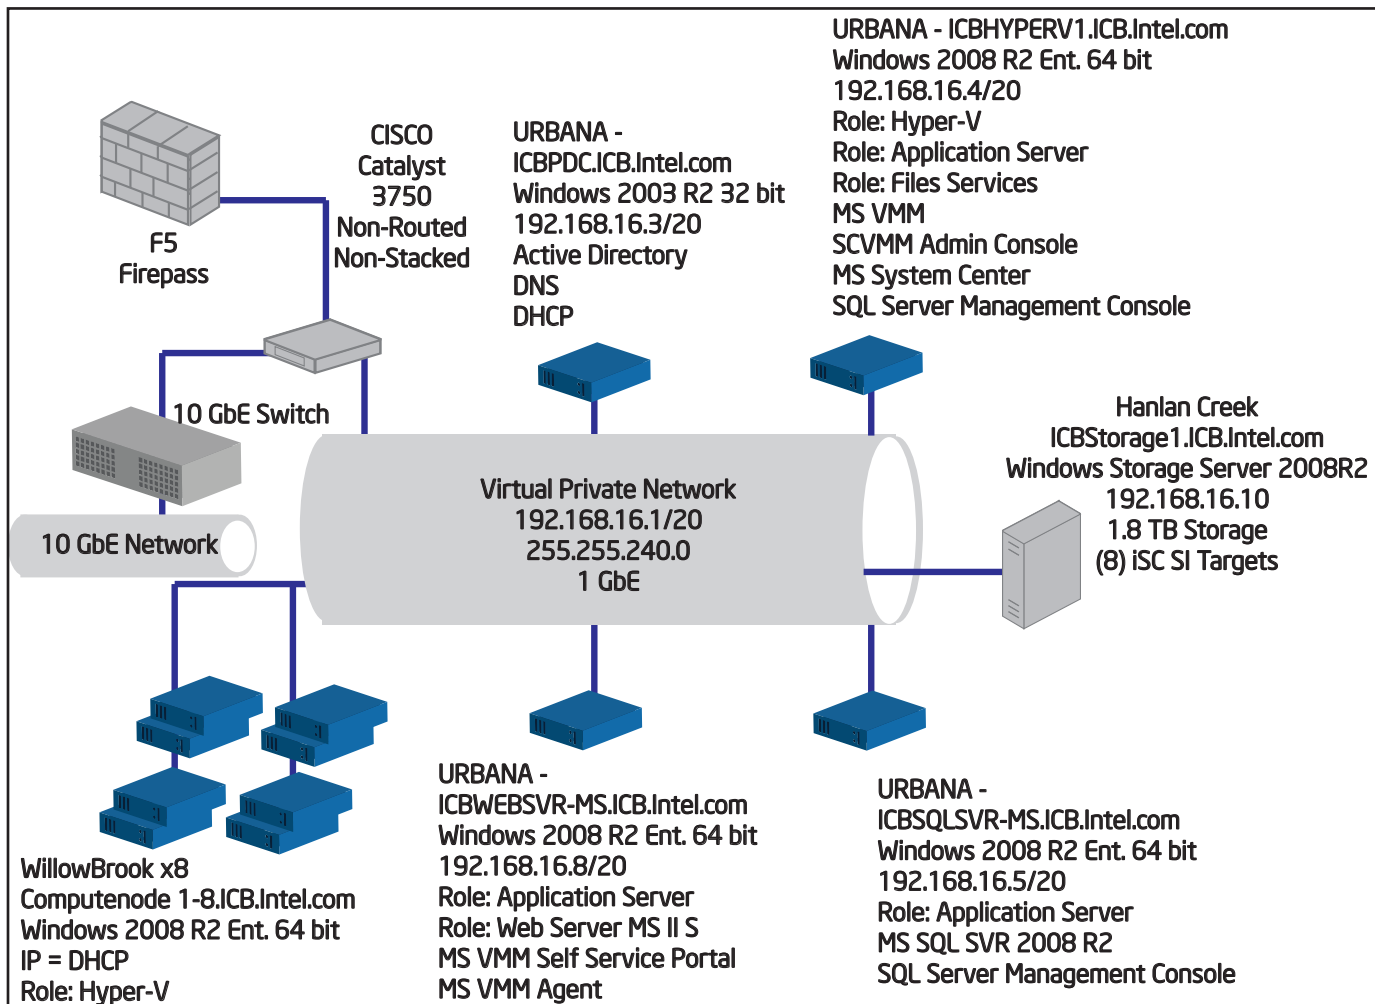 URBANA - ICBHYPERV1.ICB.Intel.com
Windows 2008 R2 Ent. 64 bit
192.168.16.4/20
Role: Hyper-V
Role: Application Server
Role: Files Services
MS VMM
SCVMM Admin Console
MS System Center
SQL Server Management Console
F5
Firepass
CISCO
Catalyst
3750
Non-Routed
Non-Stacked
URBANA -
ICBPDC.ICB.Intel.com
Windows 2003 R2 32 bit
192.168.16.3/20
Active Directory
DNS
DHCP
10 GbE Switch
10 GbE Network
Virtual Private Network
192.168.16.1/20
255.255.240.0
1 GbE
Hanlan Creek
ICBStorage1.ICB.Intel.com
Windows Storage Server 2008R2
192.168.16.10
1.8 TB Storage
(8) iSC SI Targets
WillowBrook x8
Computenode 1-8.ICB.Intel.com
Windows 2008 R2 Ent. 64 bit
IP = DHCP
Role: Hyper-V
URBANA -
ICBWEBSVR-MS.ICB.Intel.com
Windows 2008 R2 Ent. 64 bit
192.168.16.8/20
Role: Application Server
Role: Web Server MS II S
MS VMM Self Service Portal
MS VMM Agent
URBANA -
ICBSQLSVR-MS.ICB.Intel.com
Windows 2008 R2 Ent. 64 bit
192.168.16.5/20
Role: Application Server
MS SQL SVR 2008 R2
SQL Server Management Console